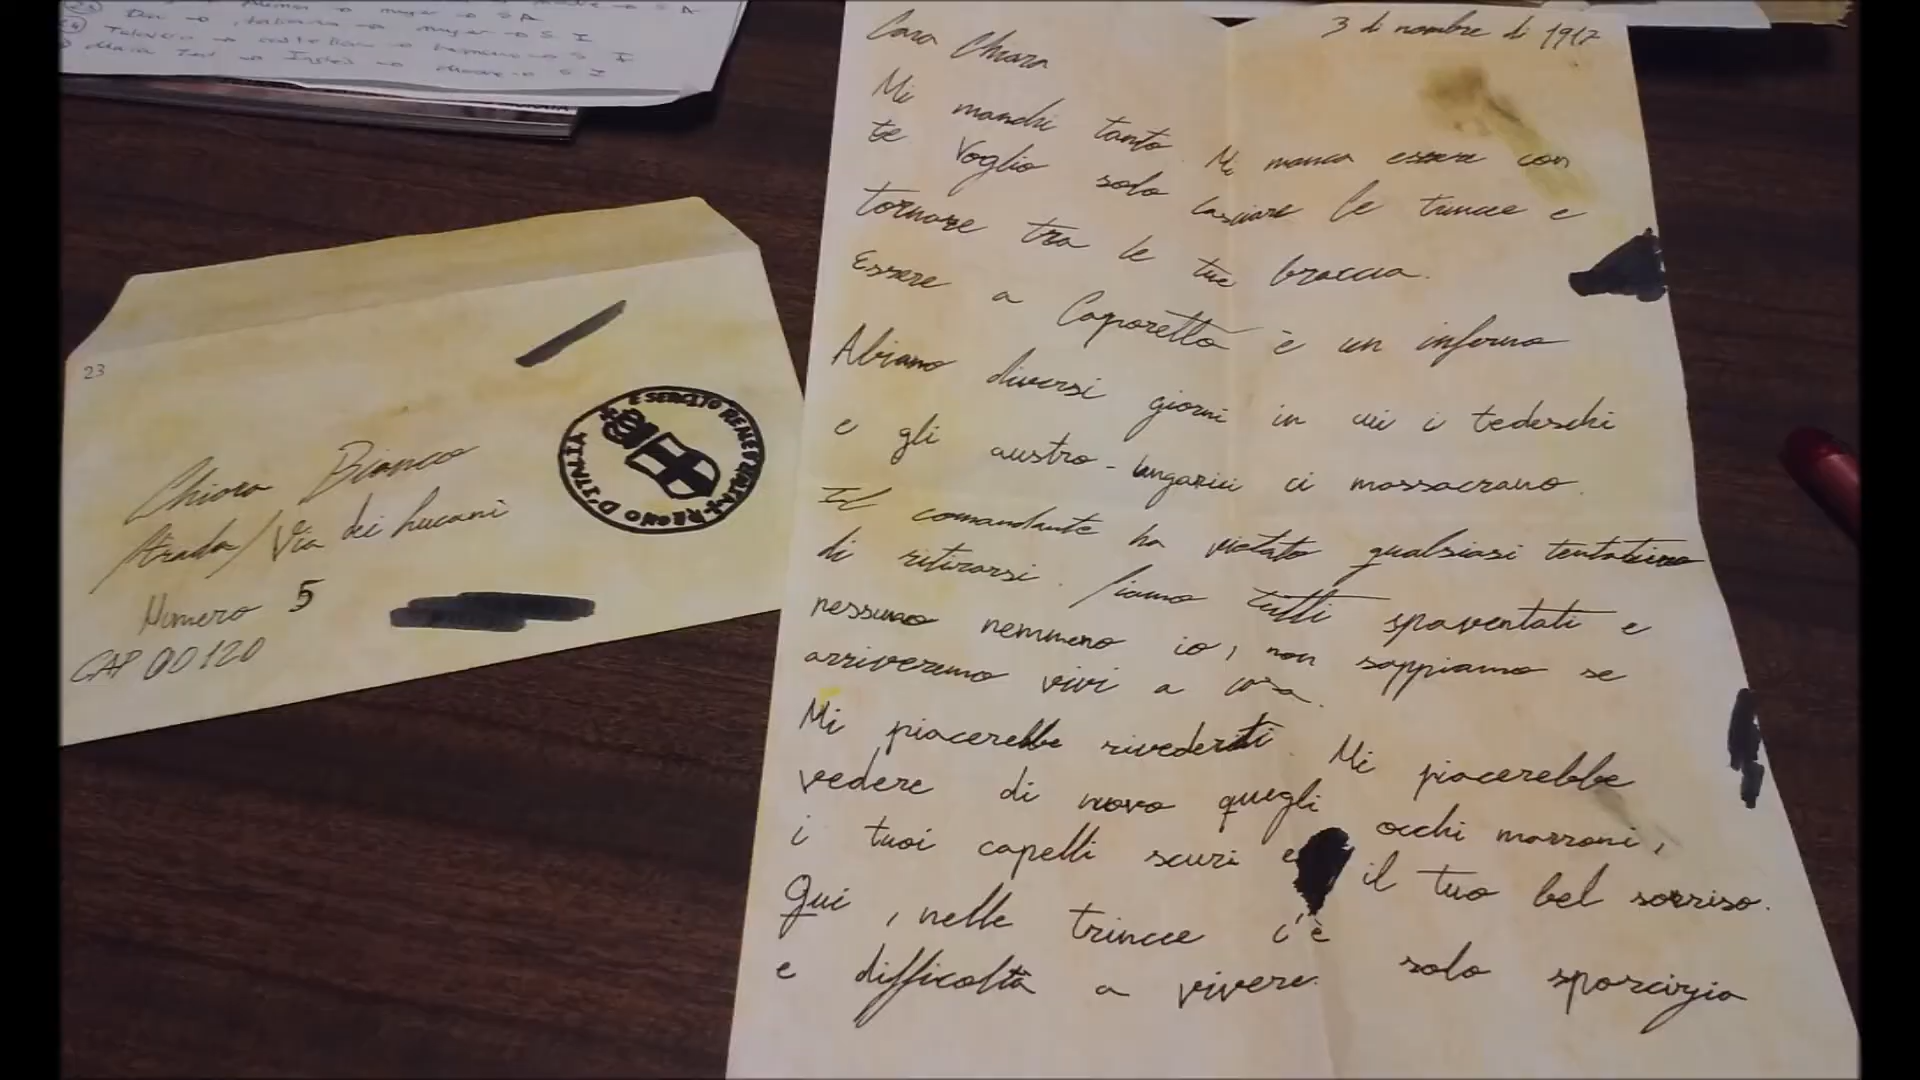 3 di nombre di 1917
Cara Chiara
Mi manchi tanto. Mi manca essere con
te Voglio solo lasciare le trincee e
tornare tra le tue braccia.
Essere a Caporetto è un inferno
Abiamo diversi giorni in cui i tedeschi
e gli austro-ungarici ci massacrano.
Il comandante ha vietato qualsiasi tentativo
di ritirarsi. Siamo tutti spaventati e
nessuno nemmeno io, non sappiamo se
arriveremo vivi a casa.
Mi piacerebbe rivederti. Mi piacerebbe
vedere di nuovo quegli occhi marroni,
i tuoi capelli scuri e il tuo bel sorriso.
Qui, nelle trincee c'è solo sporcizia
e difficoltà a vivere.
23
Chiara Bianco
Strada/Via dei Lucani
Numero 5
CAP 00120
ESERCITO REGNO D'ITALIA